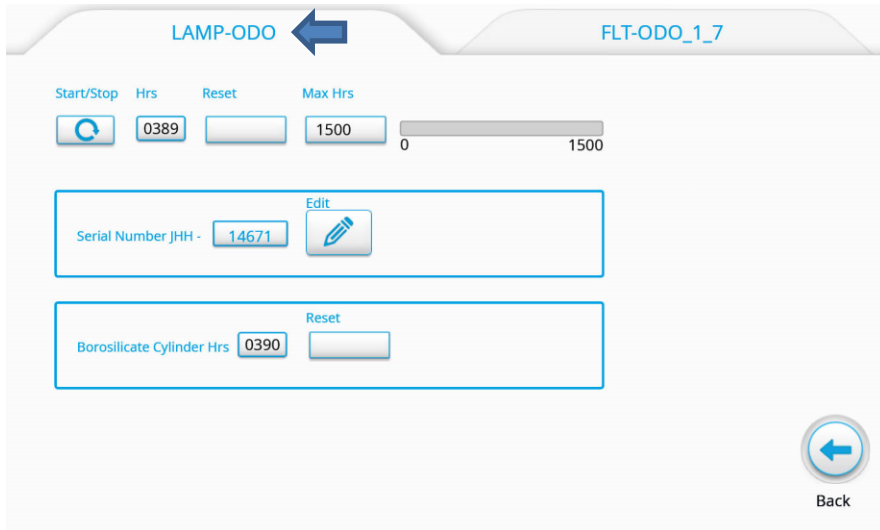 LAMP-ODO FLT-ODO_1_7
Start/Stop Hrs Reset Max Hrs
0389 1500
0 1500
Edit
Serial Number JHH - 14671
Reset
Borosilicate Cylinder Hrs 0390
Back